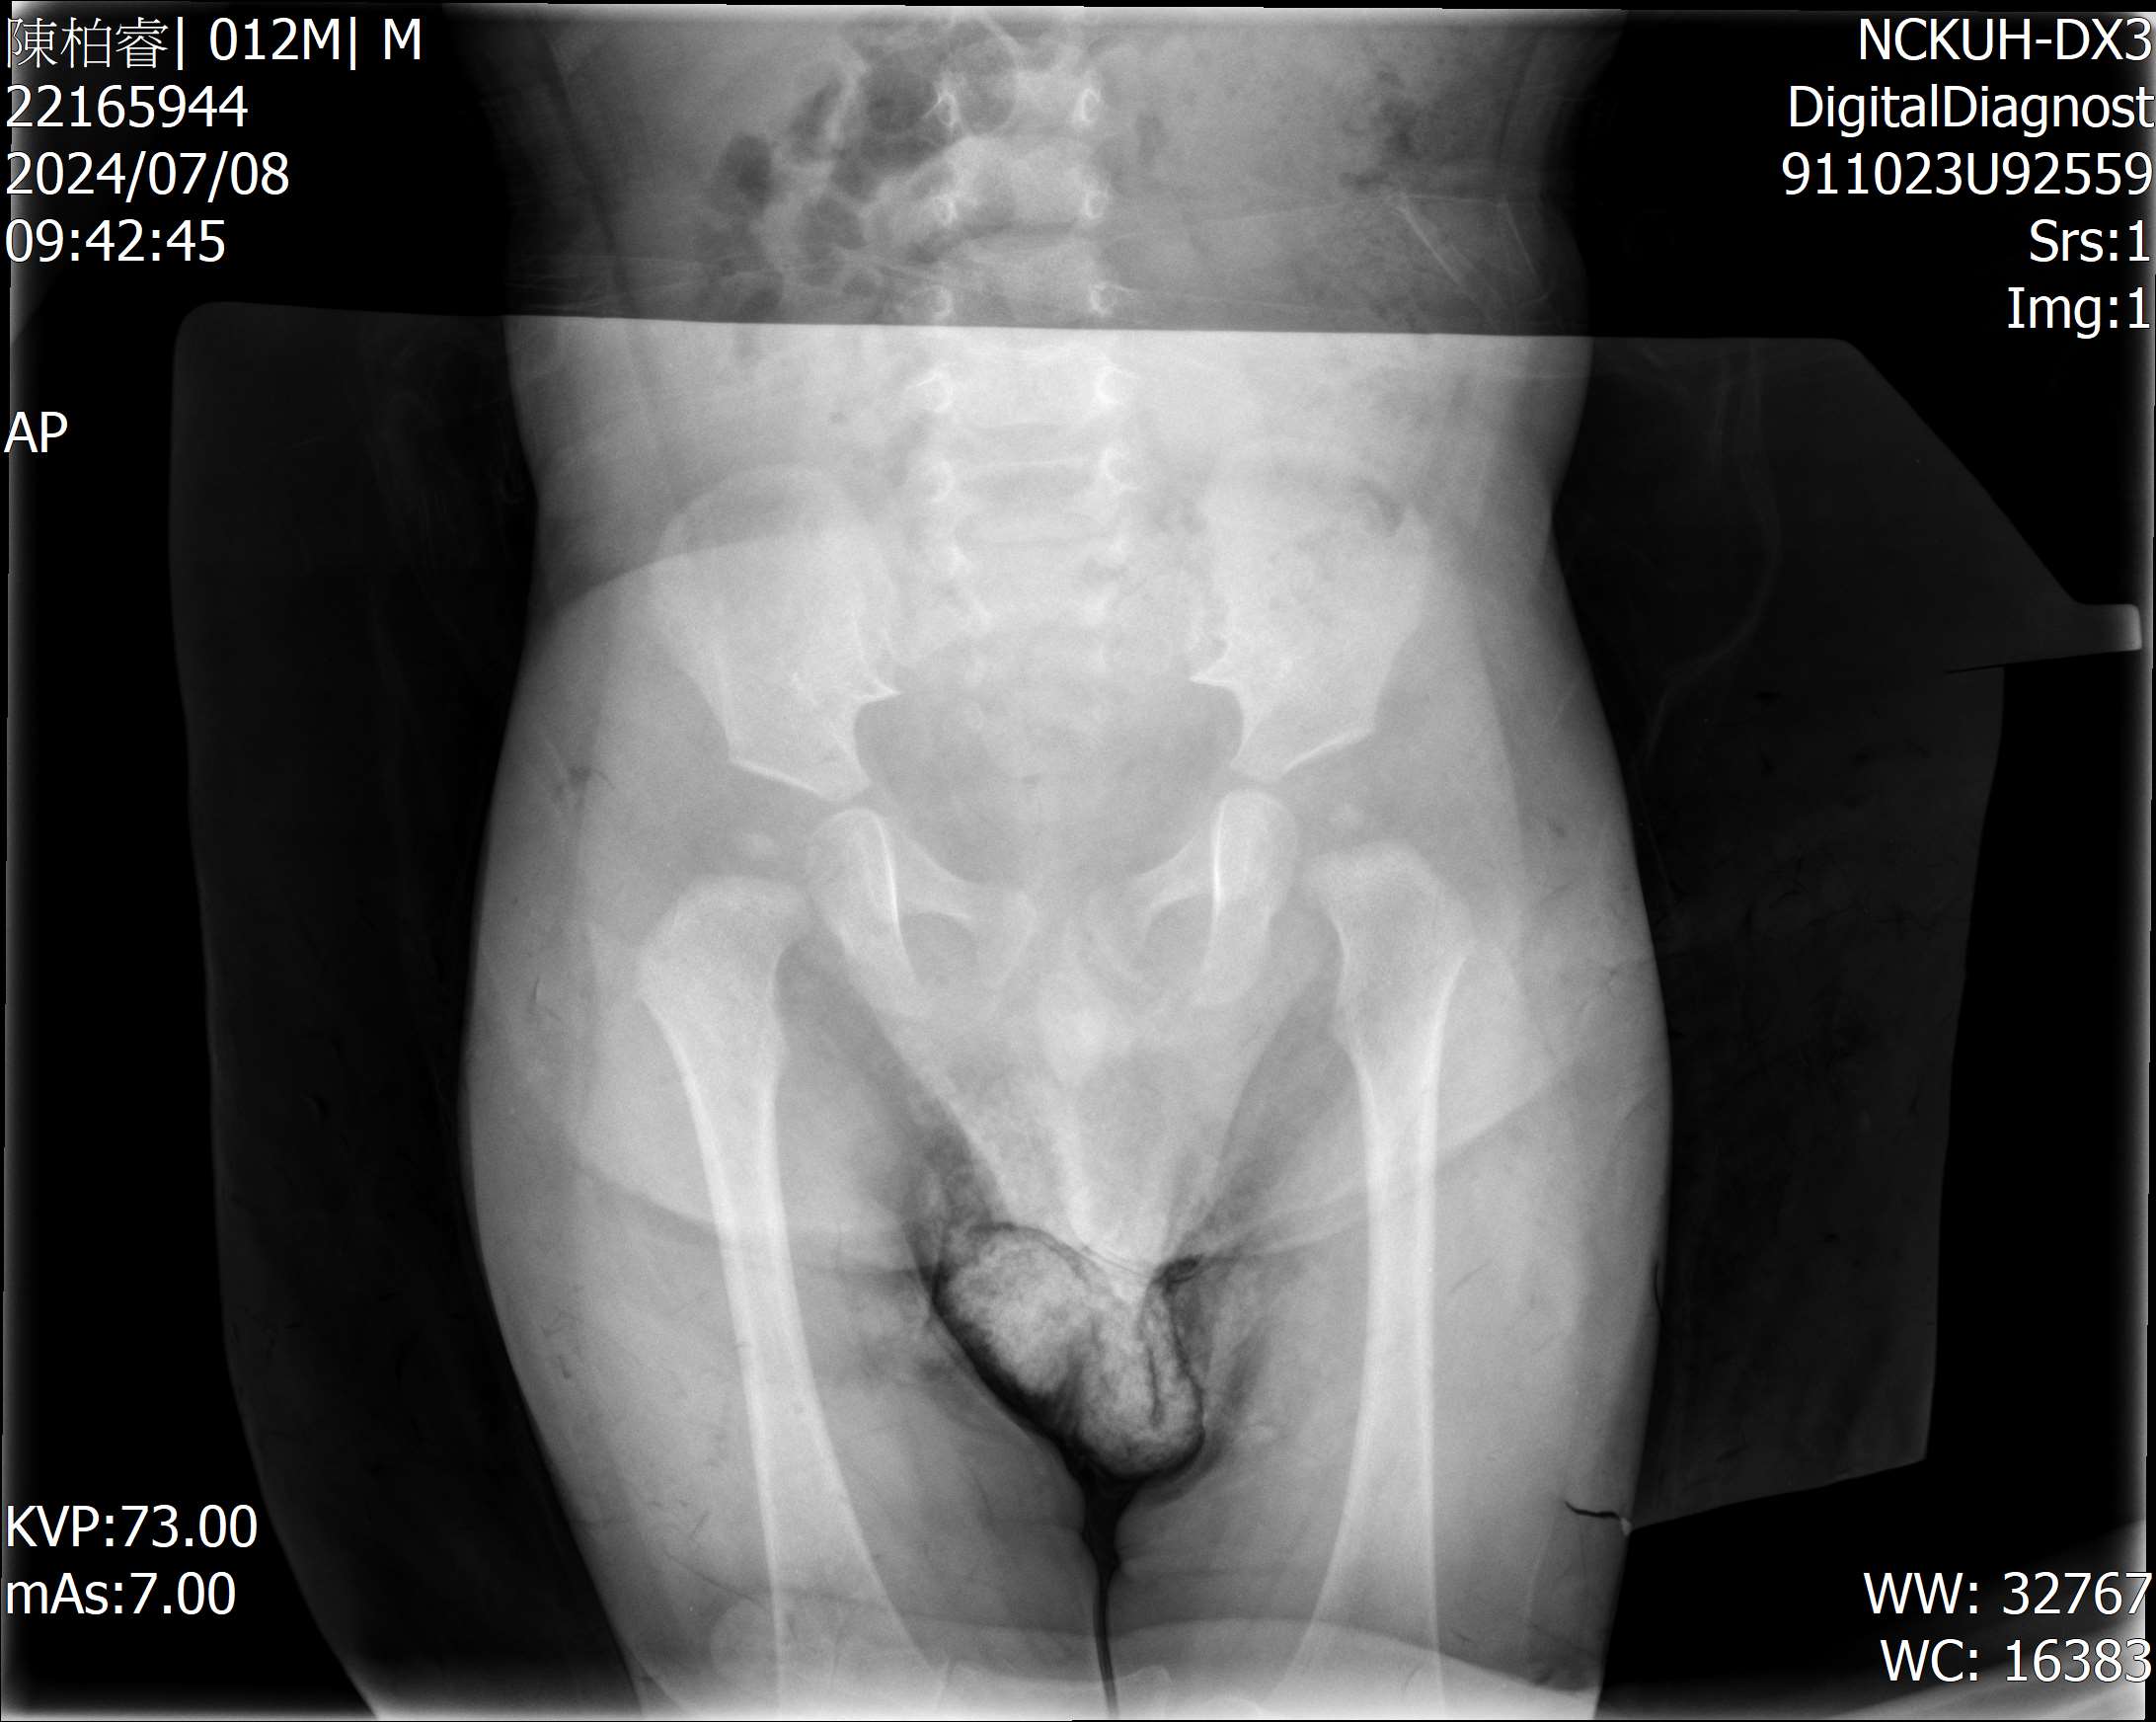 陳柏睿| 012M| M
22165944
2024/07/08
09:42:45
AP
NCKUH-DX3
DigitalDiagnost
911023U92559
Srs:1
Img:1
KVP:73.00
mAs:7.00
WW: 32767
WC: 16383